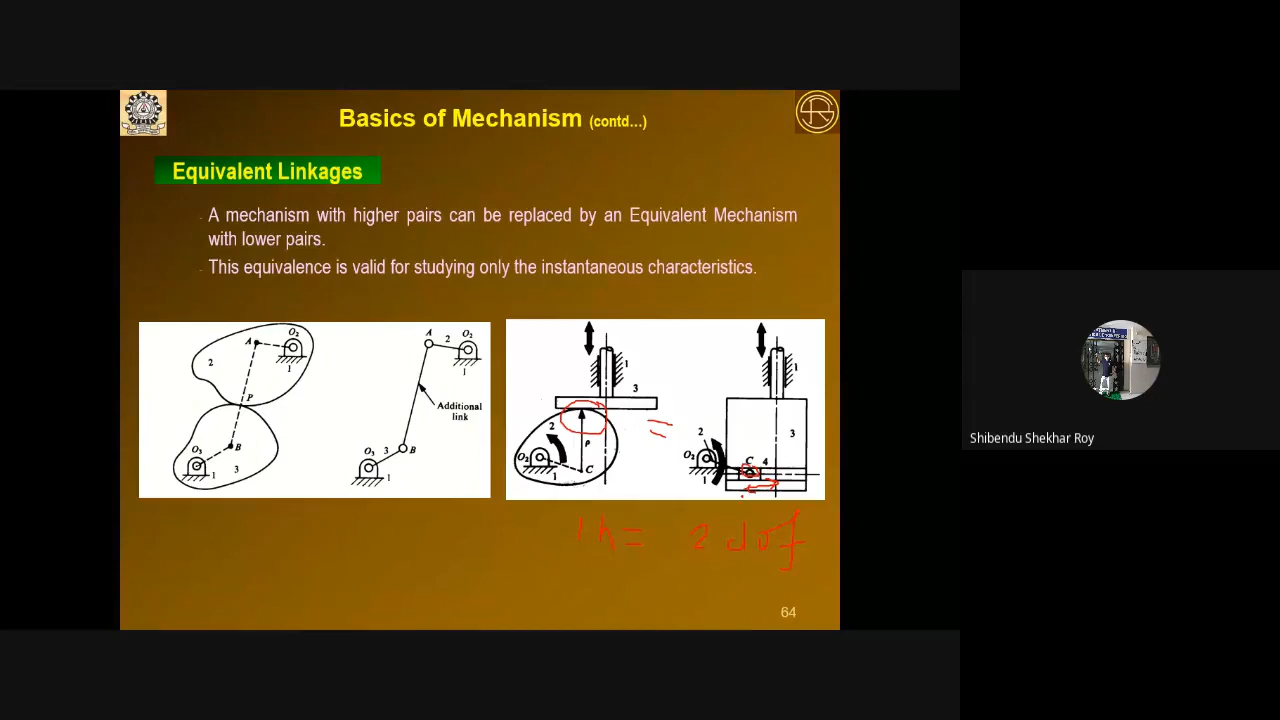 Basics of Mechanism (contd...)
Equivalent Linkages
- A mechanism with higher pairs can be replaced by an Equivalent Mechanism
with lower pairs.
- This equivalence is valid for studying only the instantaneous characteristics.
A O₂
2
1
P
B
O₃
1 3
A 2 O₂
1
Additional
link
O₃ 3 B
1
1
3
2
ρ
O₂
1 C
1
2 3
O₂ C 4
1
1h = 2 dof
64
Shibendu Shekhar Roy